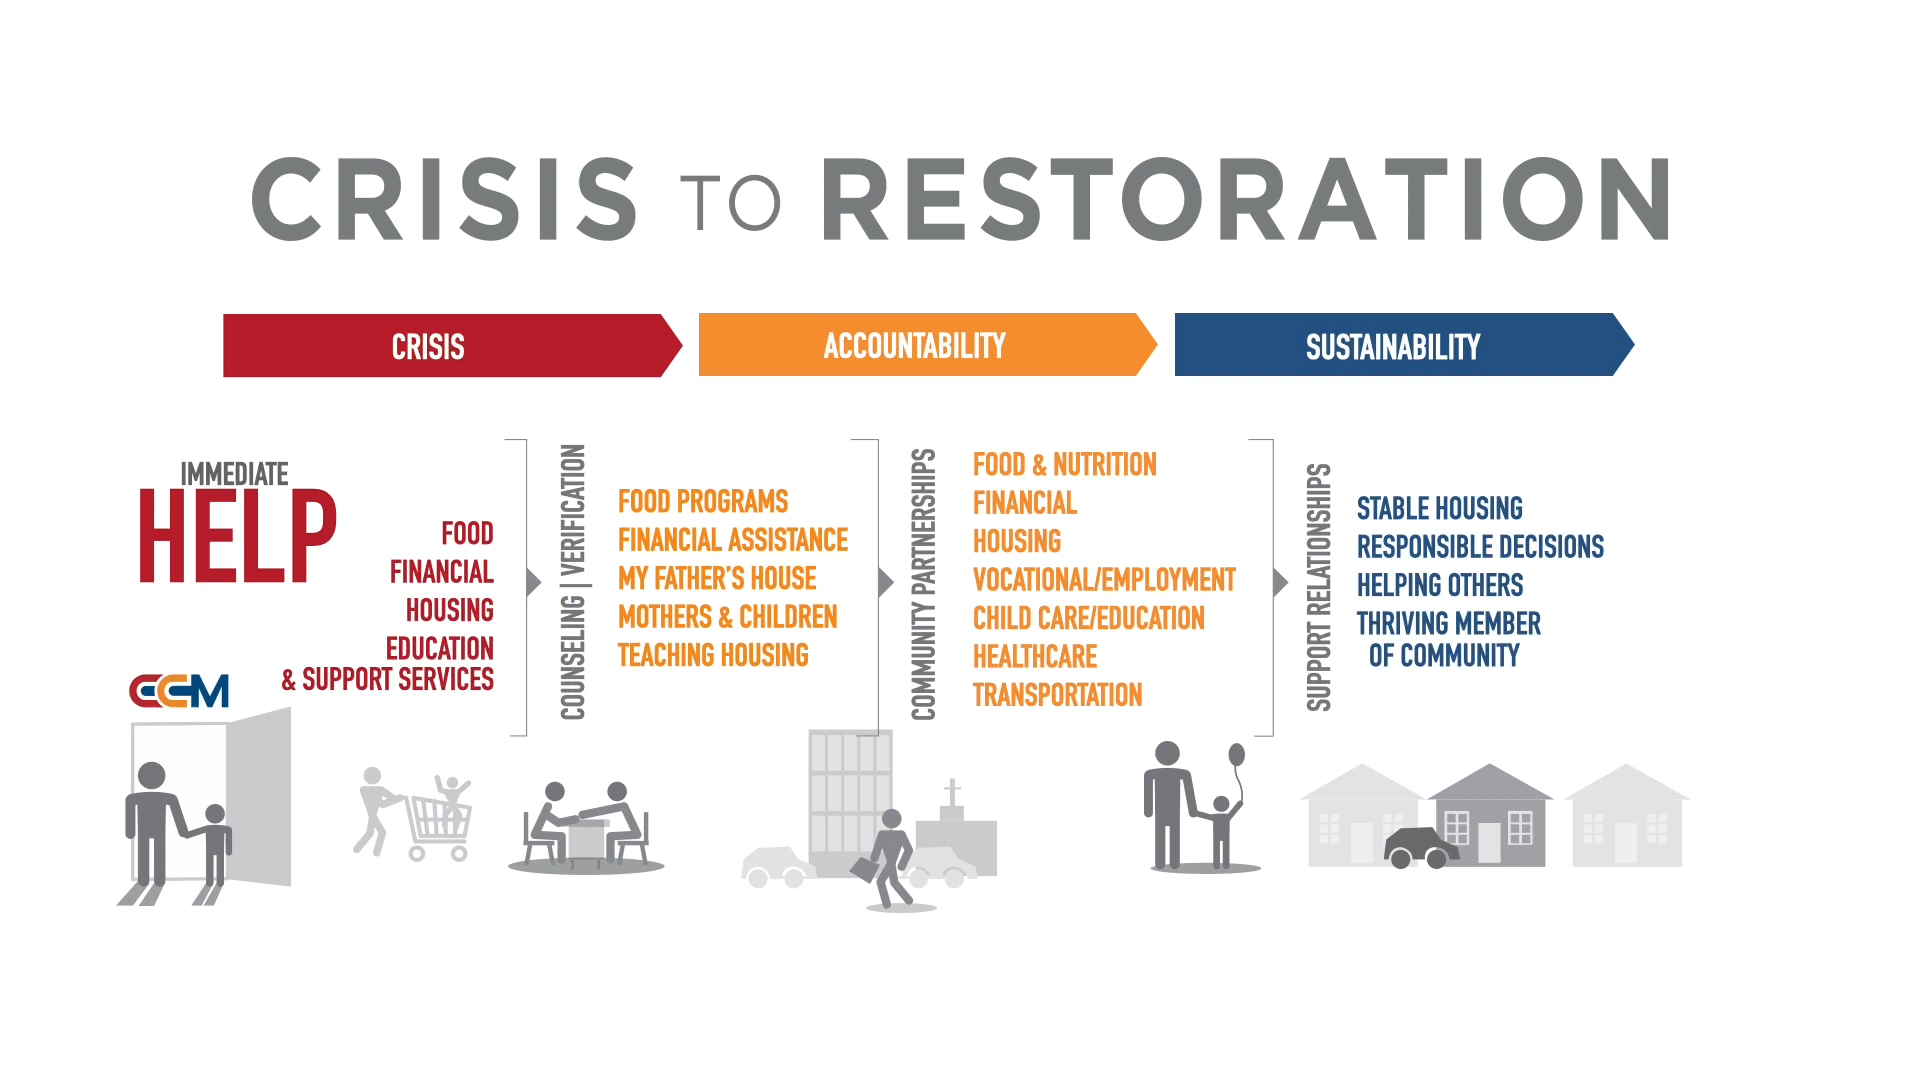 CRISIS TO RESTORATION
CRISIS
ACCOUNTABILITY
SUSTAINABILITY
IMMEDIATE
HELP
FOOD
FINANCIAL
HOUSING
EDUCATION
& SUPPORT SERVICES
CCM
COUNSELING | VERIFICATION
FOOD PROGRAMS
FINANCIAL ASSISTANCE
MY FATHER'S HOUSE
MOTHERS & CHILDREN
TEACHING HOUSING
COMMUNITY PARTNERSHIPS
FOOD & NUTRITION
FINANCIAL
HOUSING
VOCATIONAL/EMPLOYMENT
CHILD CARE/EDUCATION
HEALTHCARE
TRANSPORTATION
SUPPORT RELATIONSHIPS
STABLE HOUSING
RESPONSIBLE DECISIONS
HELPING OTHERS
THRIVING MEMBER
OF COMMUNITY